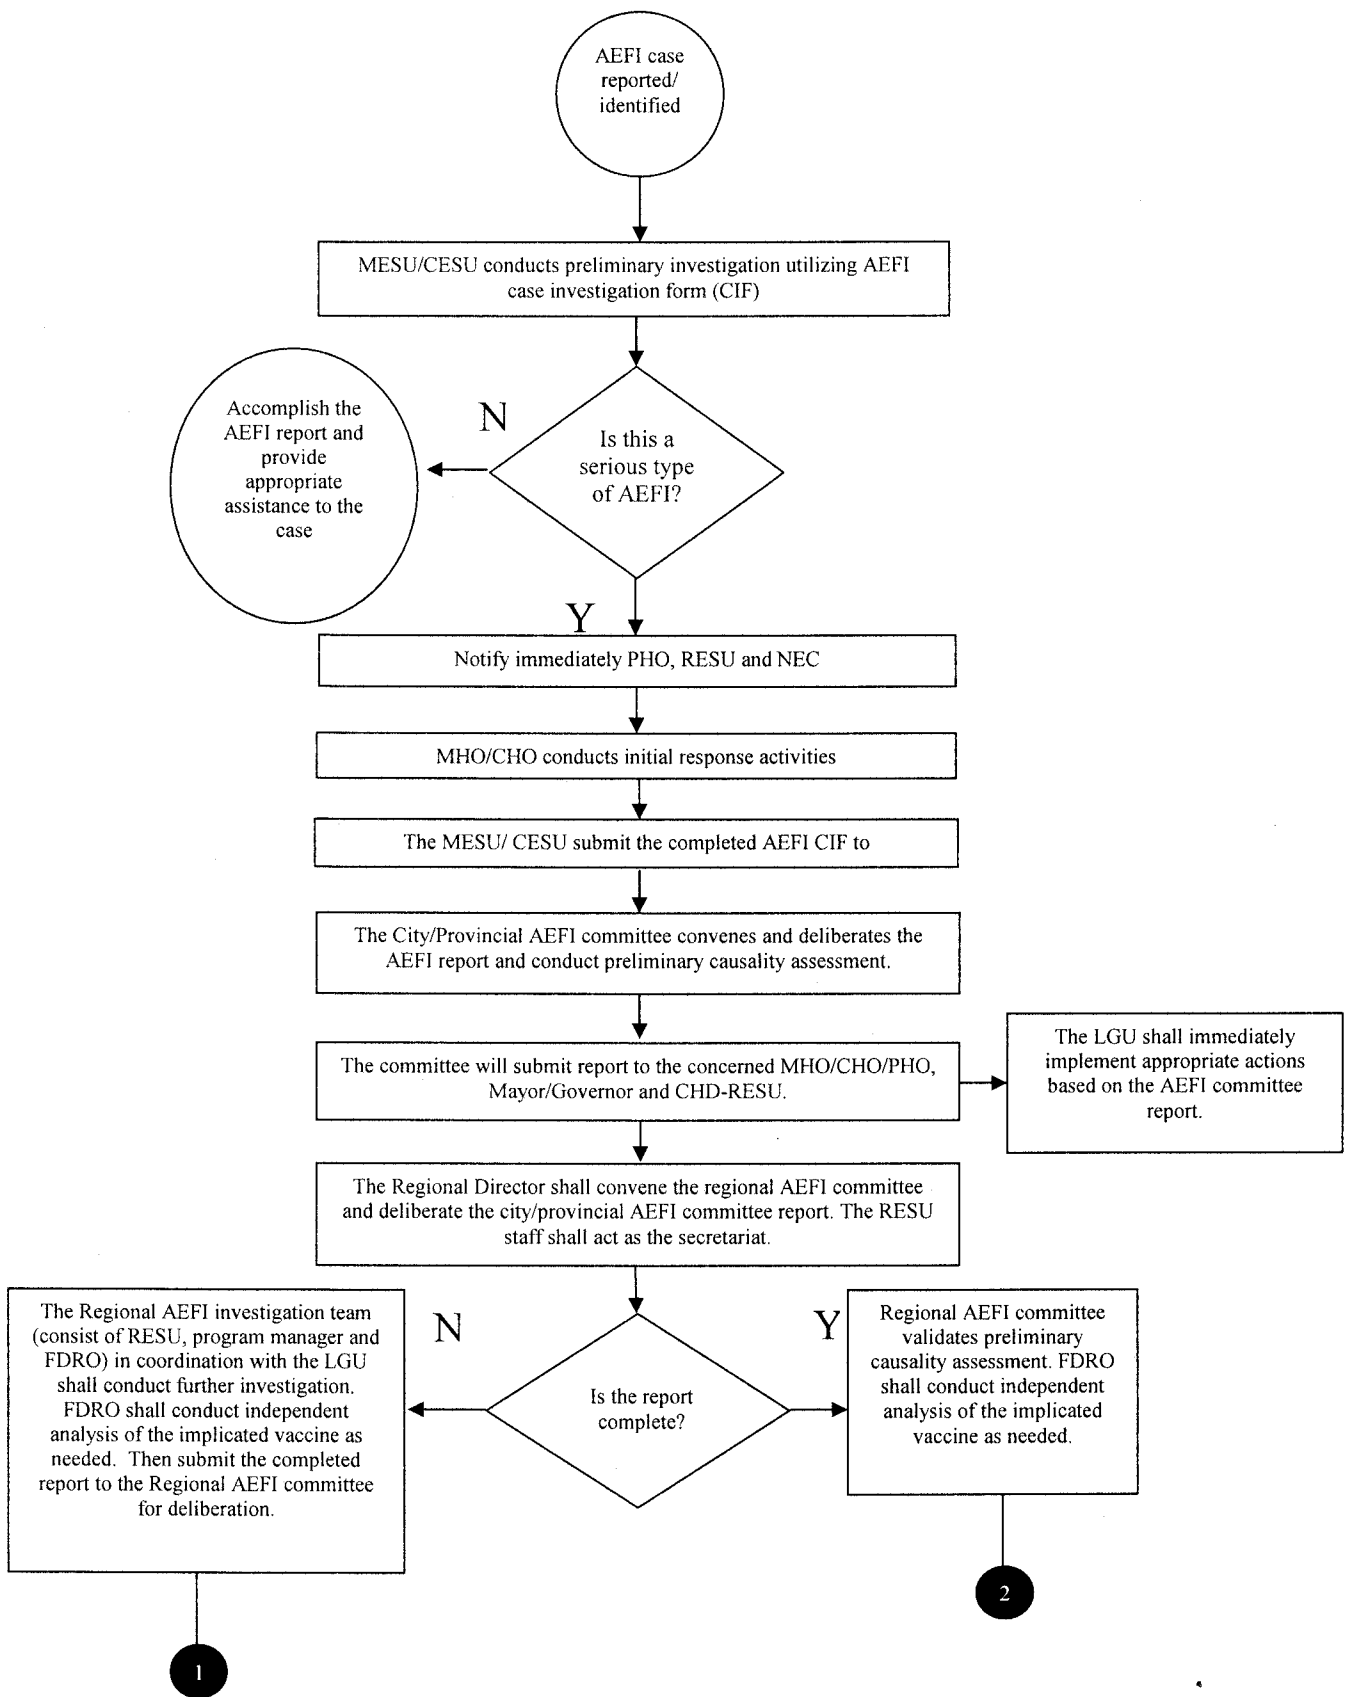 AEFI case
reported/
identified
MESU/CESU conducts preliminary investigation utilizing AEFI
case investigation form (CIF)
Accomplish the
AEFI report and
provide
appropriate
assistance to the
case
N
Is this a
serious type
of AEFI?
Y
Notify immediately PHO, RESU and NEC
MHO/CHO conducts initial response activities
The MESU/ CESU submit the completed AEFI CIF to
The City/Provincial AEFI committee convenes and deliberates the
AEFI report and conduct preliminary causality assessment.
The committee will submit report to the concerned MHO/CHO/PHO,
Mayor/Governor and CHD-RESU.
The LGU shall immediately
implement appropriate actions
based on the AEFI committee
report.
The Regional Director shall convene the regional AEFI committee
and deliberate the city/provincial AEFI committee report. The RESU
staff shall act as the secretariat.
The Regional AEFI investigation team
(consist of RESU, program manager and
FDRO) in coordination with the LGU
shall conduct further investigation.
FDRO shall conduct independent
analysis of the implicated vaccine as
needed. Then submit the completed
report to the Regional AEFI committee
for deliberation.
N
Is the report
complete?
Y
Regional AEFI committee
validates preliminary
causality assessment. FDRO
shall conduct independent
analysis of the implicated
vaccine as needed.
2
1